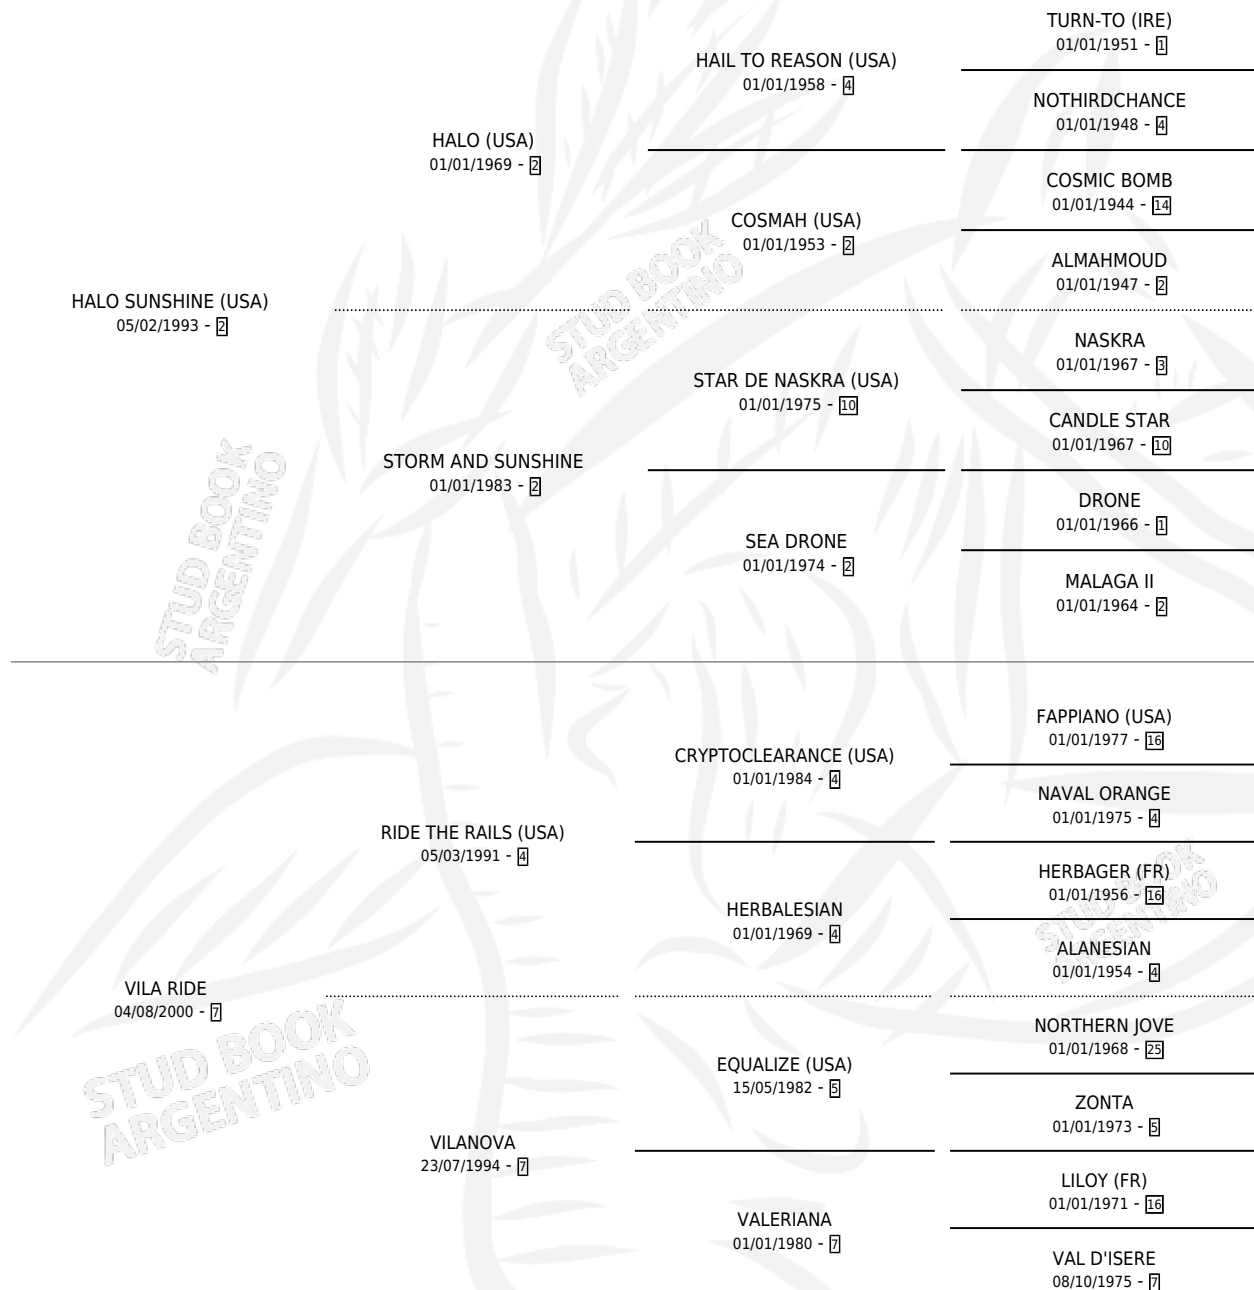 TURN-TO (IRE)
01/01/1951 - 1
HAIL TO REASON (USA)
01/01/1958 - 4
NOTHIRDCHANCE
01/01/1948 - 4
HALO (USA)
01/01/1969 - 2
COSMIC BOMB
01/01/1944 - 14
COSMAH (USA)
01/01/1953 - 2
ALMAHMOUD
01/01/1947 - 2
HALO SUNSHINE (USA)
05/02/1993 - 2
NASKRA
01/01/1967 - 3
STAR DE NASKRA (USA)
01/01/1975 - 10
CANDLE STAR
01/01/1967 - 10
STORM AND SUNSHINE
01/01/1983 - 2
DRONE
01/01/1966 - 1
SEA DRONE
01/01/1974 - 2
MALAGA II
01/01/1964 - 2
STUD BOOK
ARGENTINO
STUD BOOK
ARGENTINO
FAPPIANO (USA)
01/01/1977 - 16
CRYPTOCLEARANCE (USA)
01/01/1984 - 4
NAVAL ORANGE
01/01/1975 - 4
RIDE THE RAILS (USA)
05/03/1991 - 4
HERBAGER (FR)
01/01/1956 - 16
HERBALESIAN
01/01/1969 - 4
ALANESIAN
01/01/1954 - 4
VILA RIDE
04/08/2000 - 7
NORTHERN JOVE
01/01/1968 - 25
EQUALIZE (USA)
15/05/1982 - 5
ZONTA
01/01/1973 - 5
VILANOVA
23/07/1994 - 7
LILOY (FR)
01/01/1971 - 16
VALERIANA
01/01/1980 - 7
VAL D'ISERE
08/10/1975 - 7
STUD BOOK
ARGENTINO
STUD BOOK
ARGENTINO